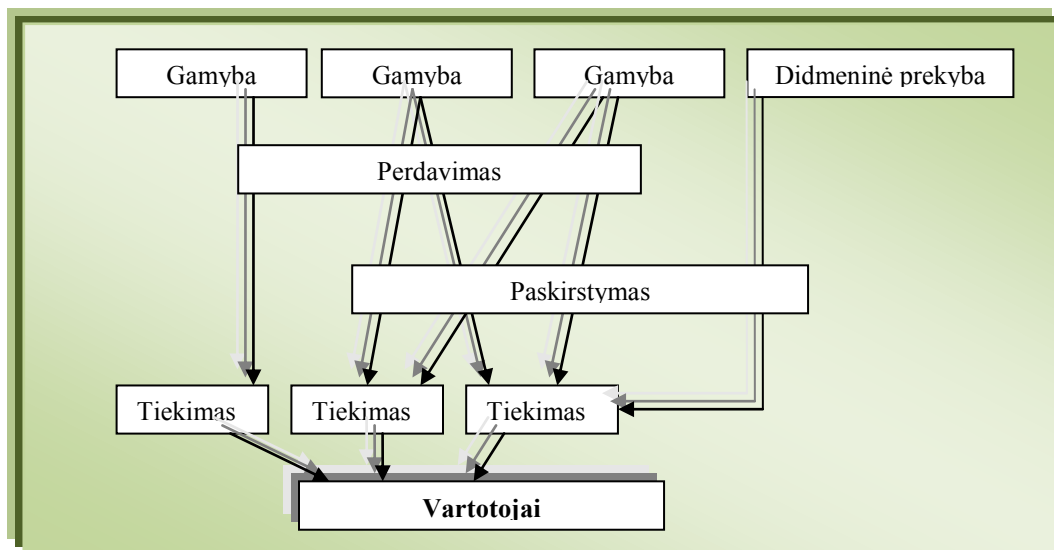 Gamyba
Gamyba
Gamyba
Didmeninė prekyba
Perdavimas
Paskirstymas
Tiekimas
Tiekimas
Tiekimas
Vartotojai